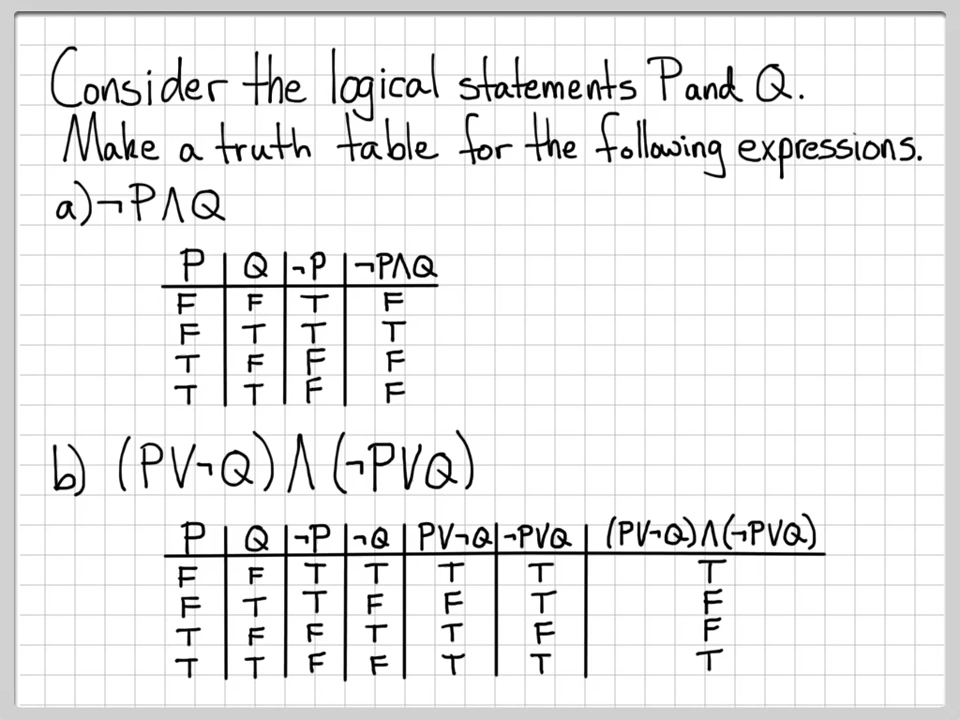 Consider the logical statements P and Q.
Make a truth table for the following expressions.
a) ¬P∧Q
P Q ¬P ¬P∧Q
F F T F
F T T T
T F F F
T T F F
b) (P∨¬Q)∧(¬P∨Q)
P Q ¬P ¬Q P∨¬Q ¬P∨Q (P∨¬Q)∧(¬P∨Q)
F F T T T T T
F T T F F T F
T F F T T F F
T T F F T T T